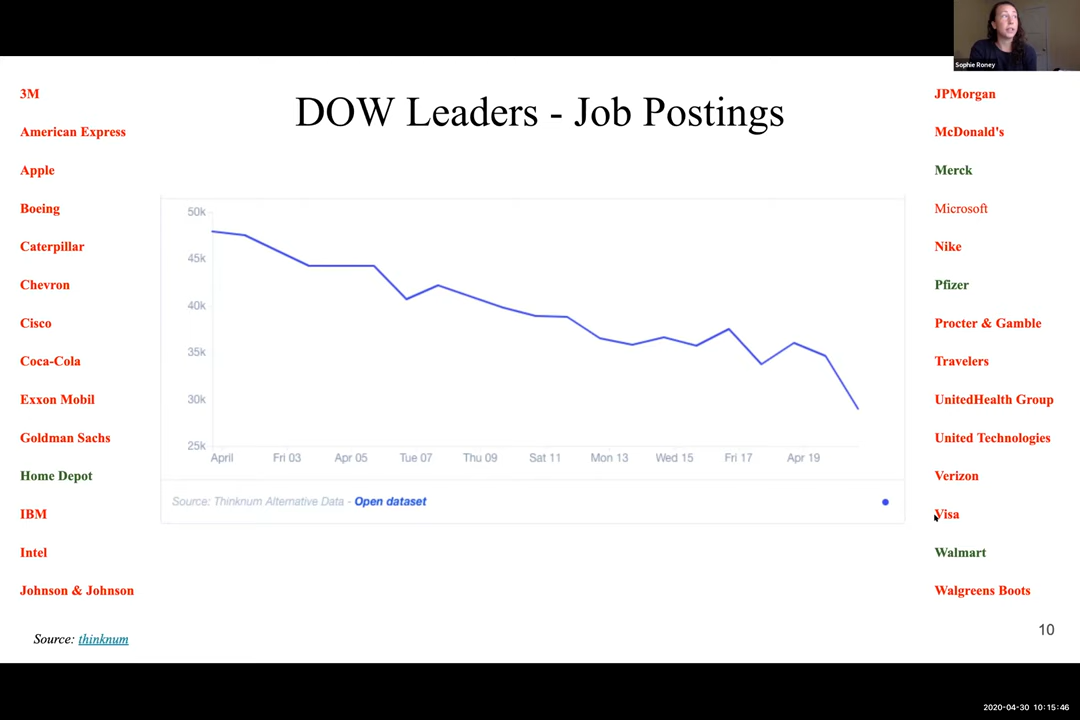 Sophie Roney
DOW Leaders - Job Postings
3M
American Express
Apple
Boeing
Caterpillar
Chevron
Cisco
Coca-Cola
Exxon Mobil
Goldman Sachs
Home Depot
IBM
Intel
Johnson & Johnson
50k
45k
40k
35k
30k
25k
April Fri 03 Apr 05 Tue 07 Thu 09 Sat 11 Mon 13 Wed 15 Fri 17 Apr 19
Source: Thinknum Alternative Data - Open dataset
JPMorgan
McDonald's
Merck
Microsoft
Nike
Pfizer
Procter & Gamble
Travelers
UnitedHealth Group
United Technologies
Verizon
Visa
Walmart
Walgreens Boots
Source: thinknum
10
2020-04-30 10:15:46